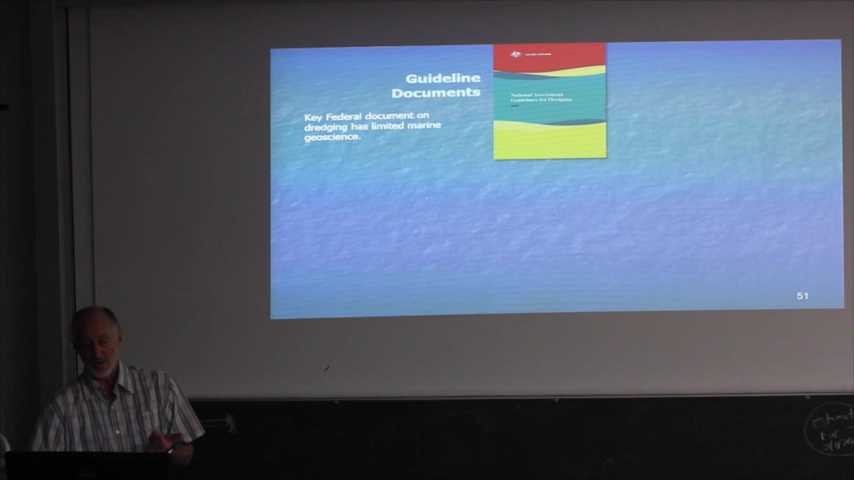 Guideline
Documents
Key Federal document on
dredging has limited marine
geoscience.
National Assessment
Guidelines for Dredging
51